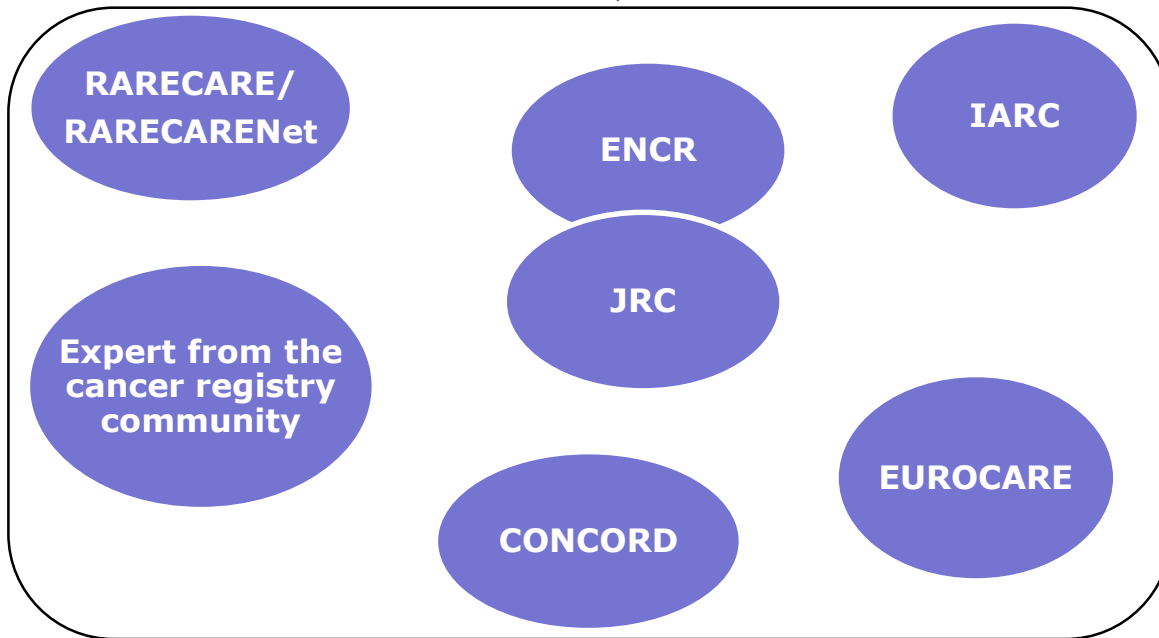 RARECARE/
RARECARENet
ENCR
IARC
JRC
Expert from the
cancer registry
community
EUROCARE
CONCORD